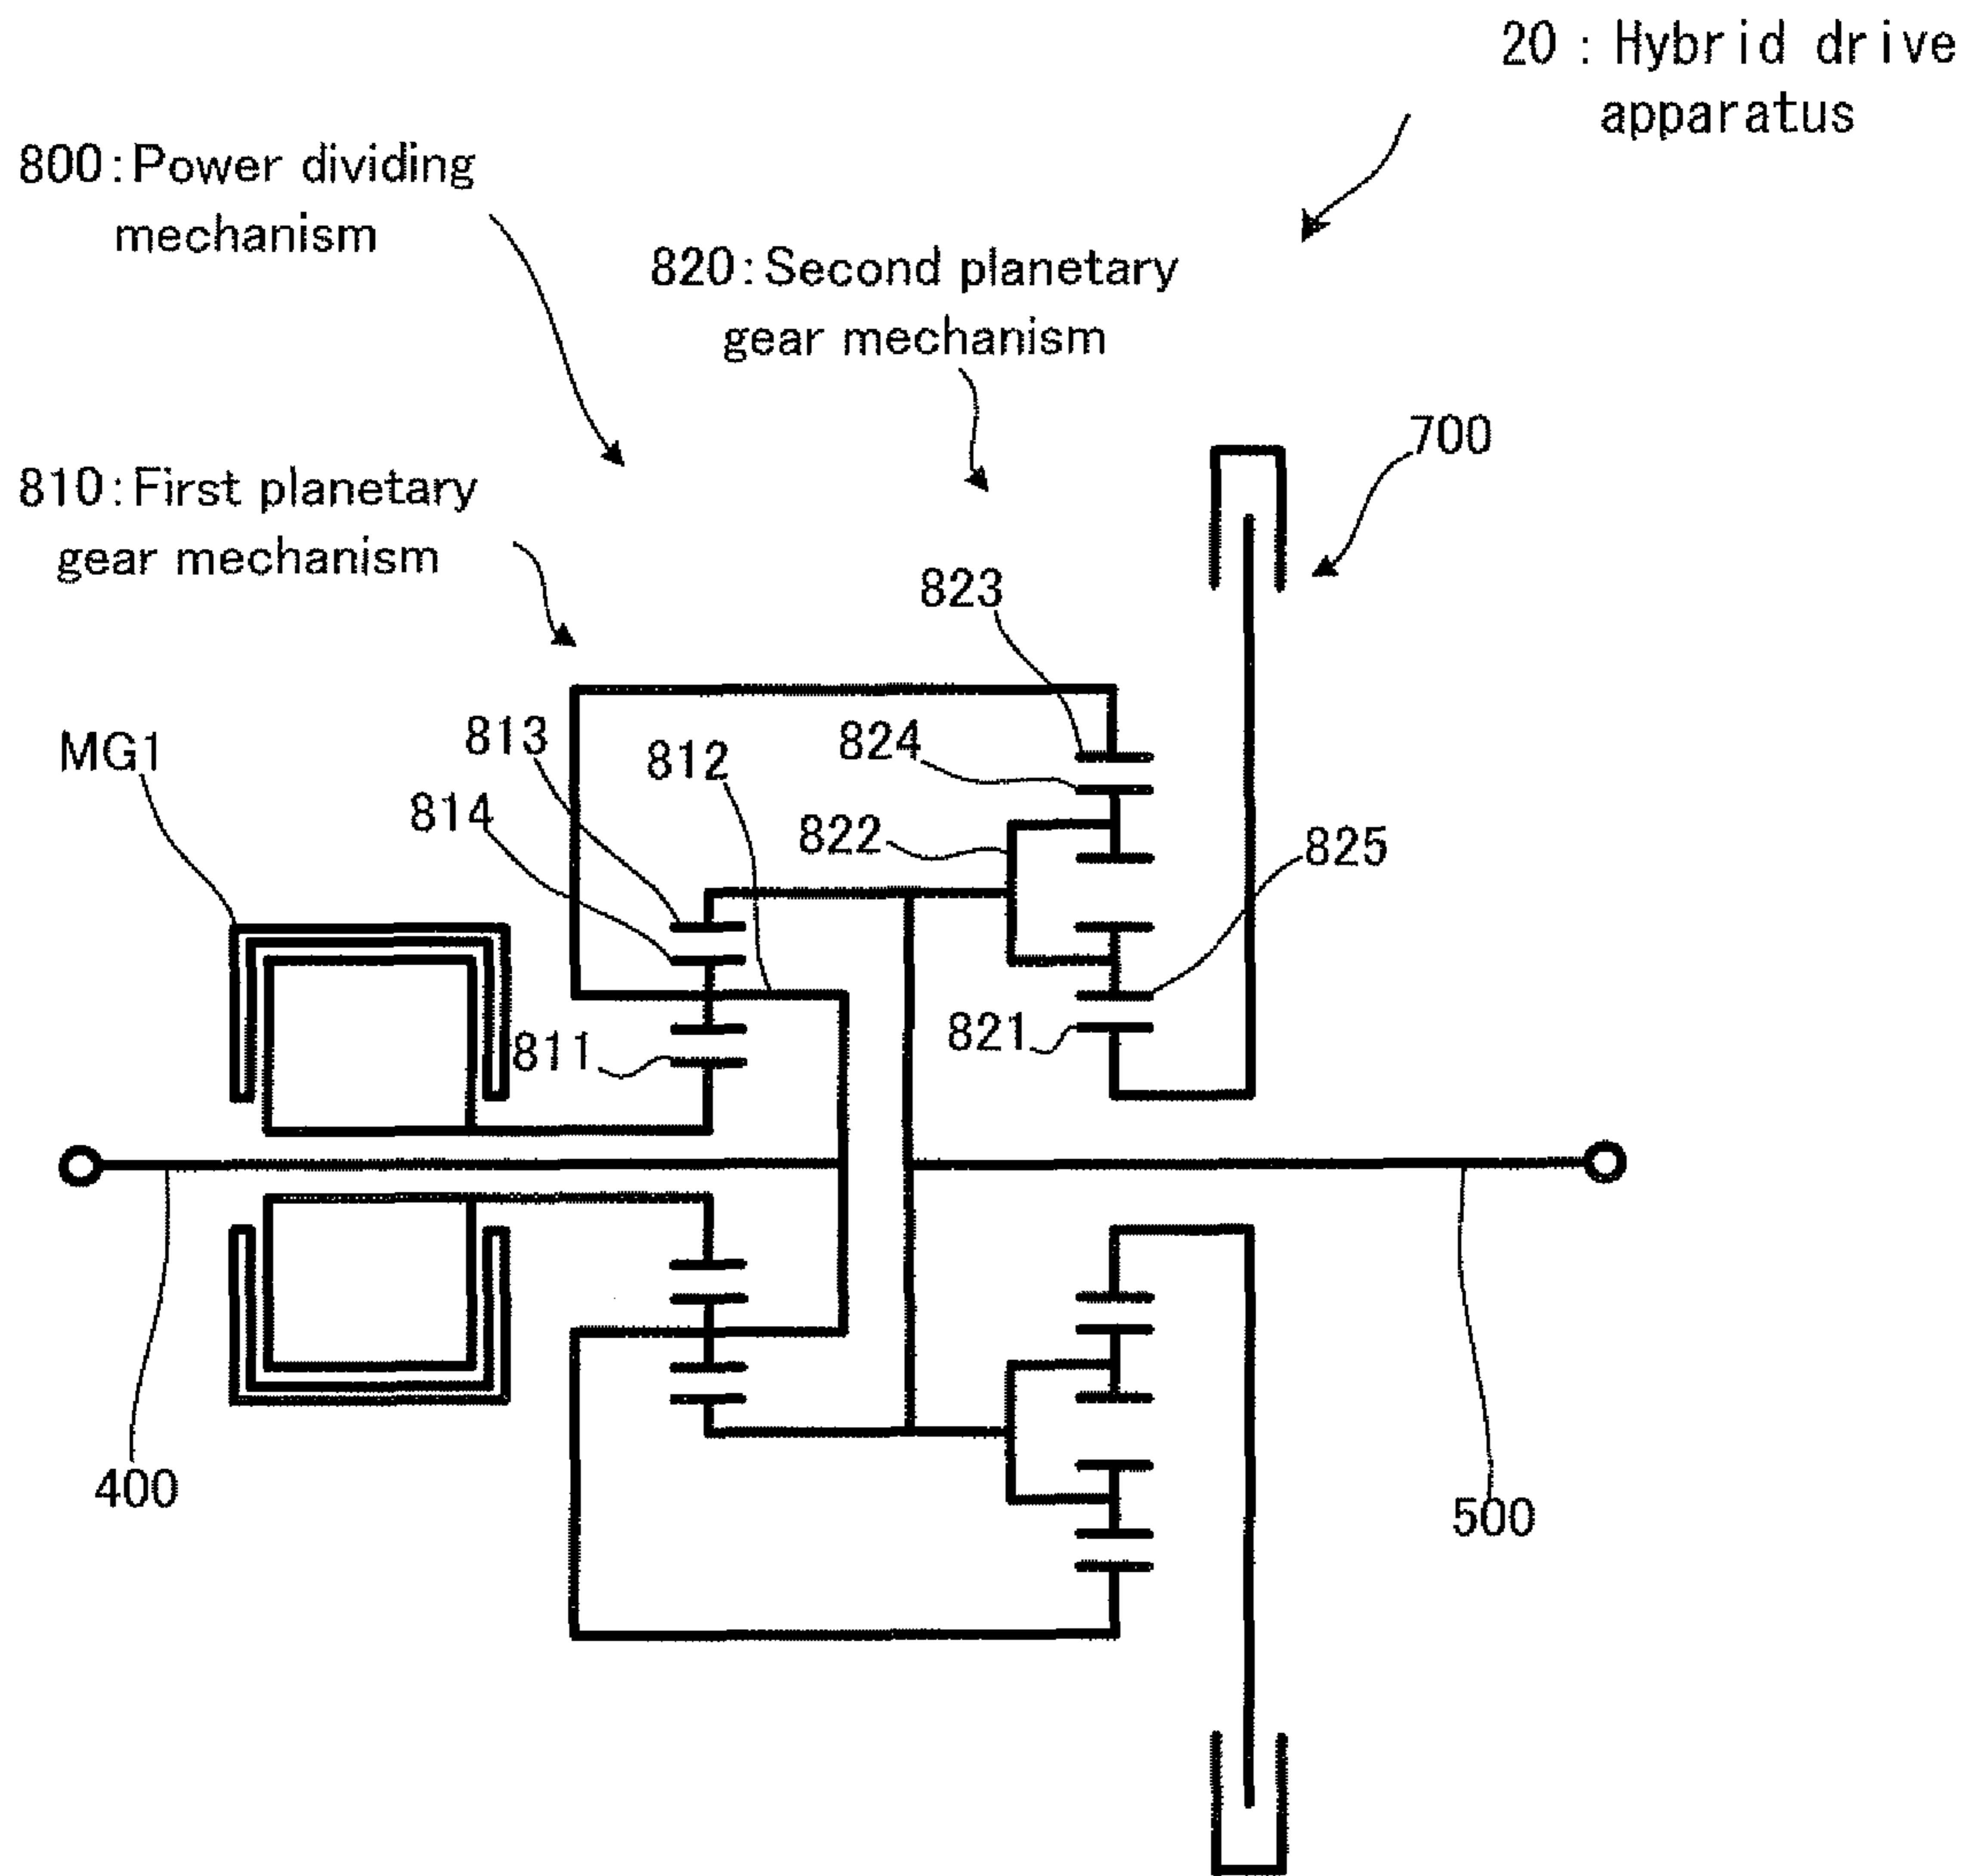 20 : Hybrid drive
apparatus
800:Power dividing
mechanism
820:Second planetary
gear mechanism
700
810:First planetary
gear mechanism
823
MG1
813
812
824
814
822
825
811
821
400
500